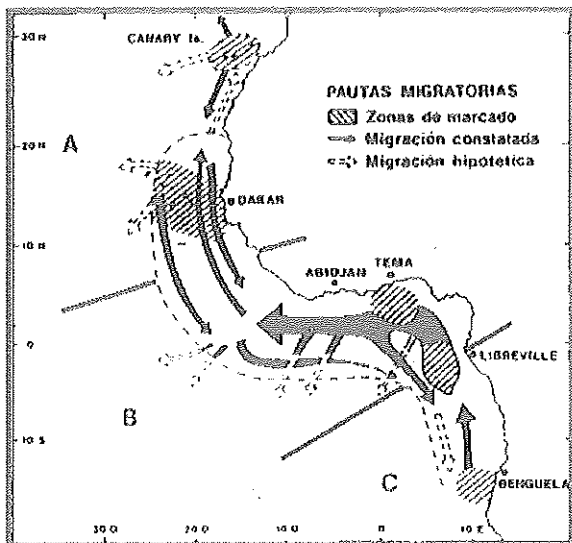 30 N
CANARY Is.
PAUTAS MIGRATORIAS
Zonas de marcado
Migración constatada
Migración hipotética
20 N
A
DAKAR
10 N
ABIDJAN
TEMA
0
LIBREVILLE
B
10 S
C
BENGUELA
30 O
20 O
10 O
0
10 E